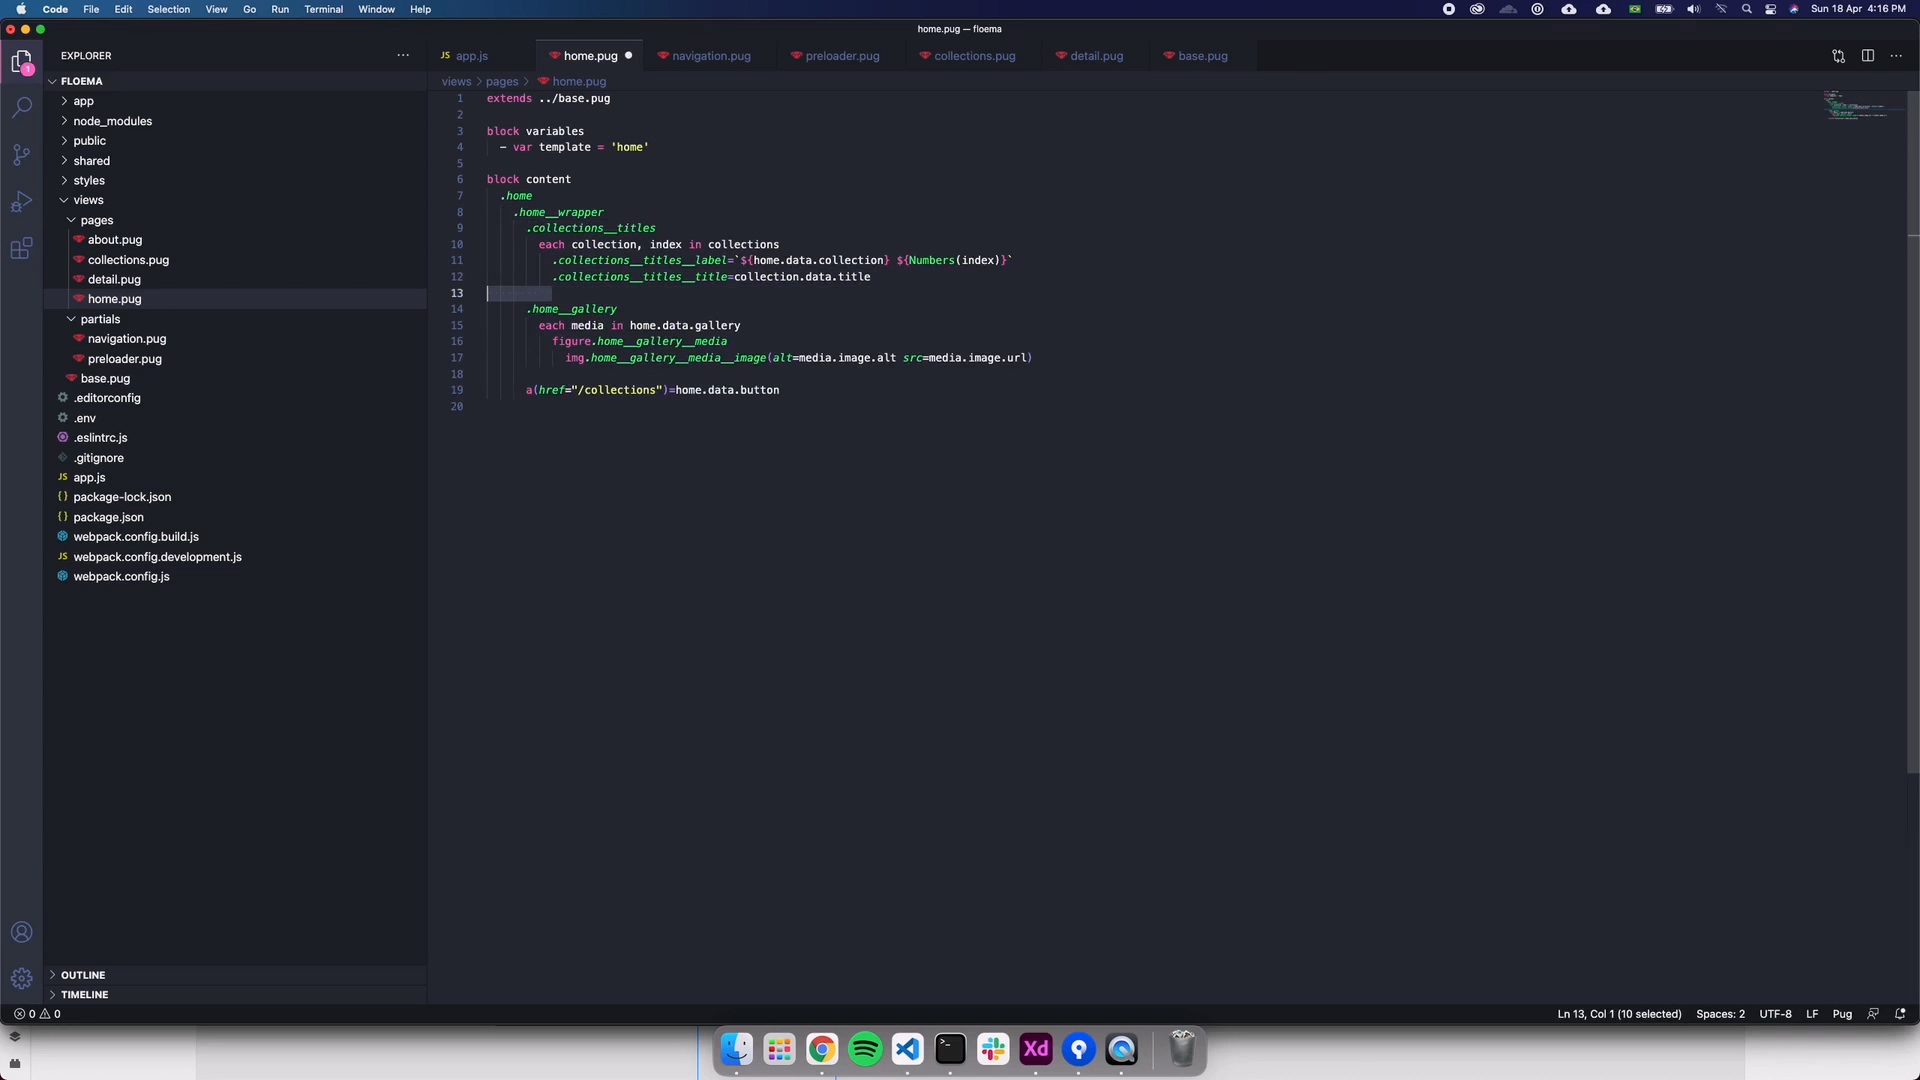 Code File Edit Selection View Go Run Terminal Window Help
Sun 18 Apr 4:16 PM
home.pug — floema
EXPLORER
JS app.js
home.pug
navigation.pug
preloader.pug
collections.pug
detail.pug
base.pug
views > pages > home.pug
1
FLOEMA
app
node_modules
public
shared
styles
views
pages
about.pug
collections.pug
detail.pug
home.pug
partials
navigation.pug
preloader.pug
base.pug
.editorconfig
.env
.eslintrc.js
.gitignore
JS app.js
{} package-lock.json
{} package.json
webpack.config.build.js
JS webpack.config.development.js
webpack.config.js
OUTLINE
TIMELINE
1 extends ../base.pug
2
3 block variables
4 - var template = 'home'
5
6 block content
7 .home
8 .home__wrapper
9 .collections__titles
10 each collection, index in collections
11 .collections__titles__label=`${home.data.collection} ${Numbers(index)}`
12 .collections__titles__title=collection.data.title
13
14 .home__gallery
15 each media in home.data.gallery
16 figure.home__gallery__media
17 img.home__gallery__media__image(alt=media.image.alt src=media.image.url)
18
19 a(href="/collections")=home.data.button
20
0 0
Ln 13, Col 1 (10 selected) Spaces: 2 UTF-8 LF Pug
Xd